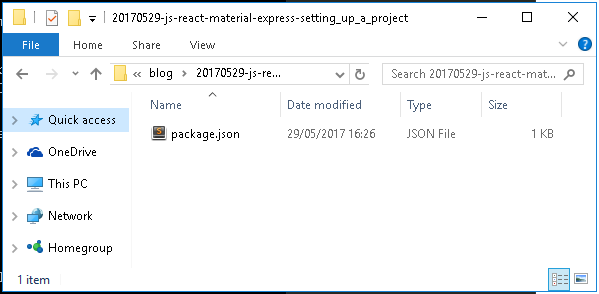 20170529-js-react-material-express-setting_up_a_project
File Home Share View
« blog 20170529-js-re... Search 20170529-js-react-mat...
Name Date modified Type Size
Quick access
package.json 29/05/2017 16:26 JSON File 1 KB
OneDrive
This PC
Network
Homegroup
1 item